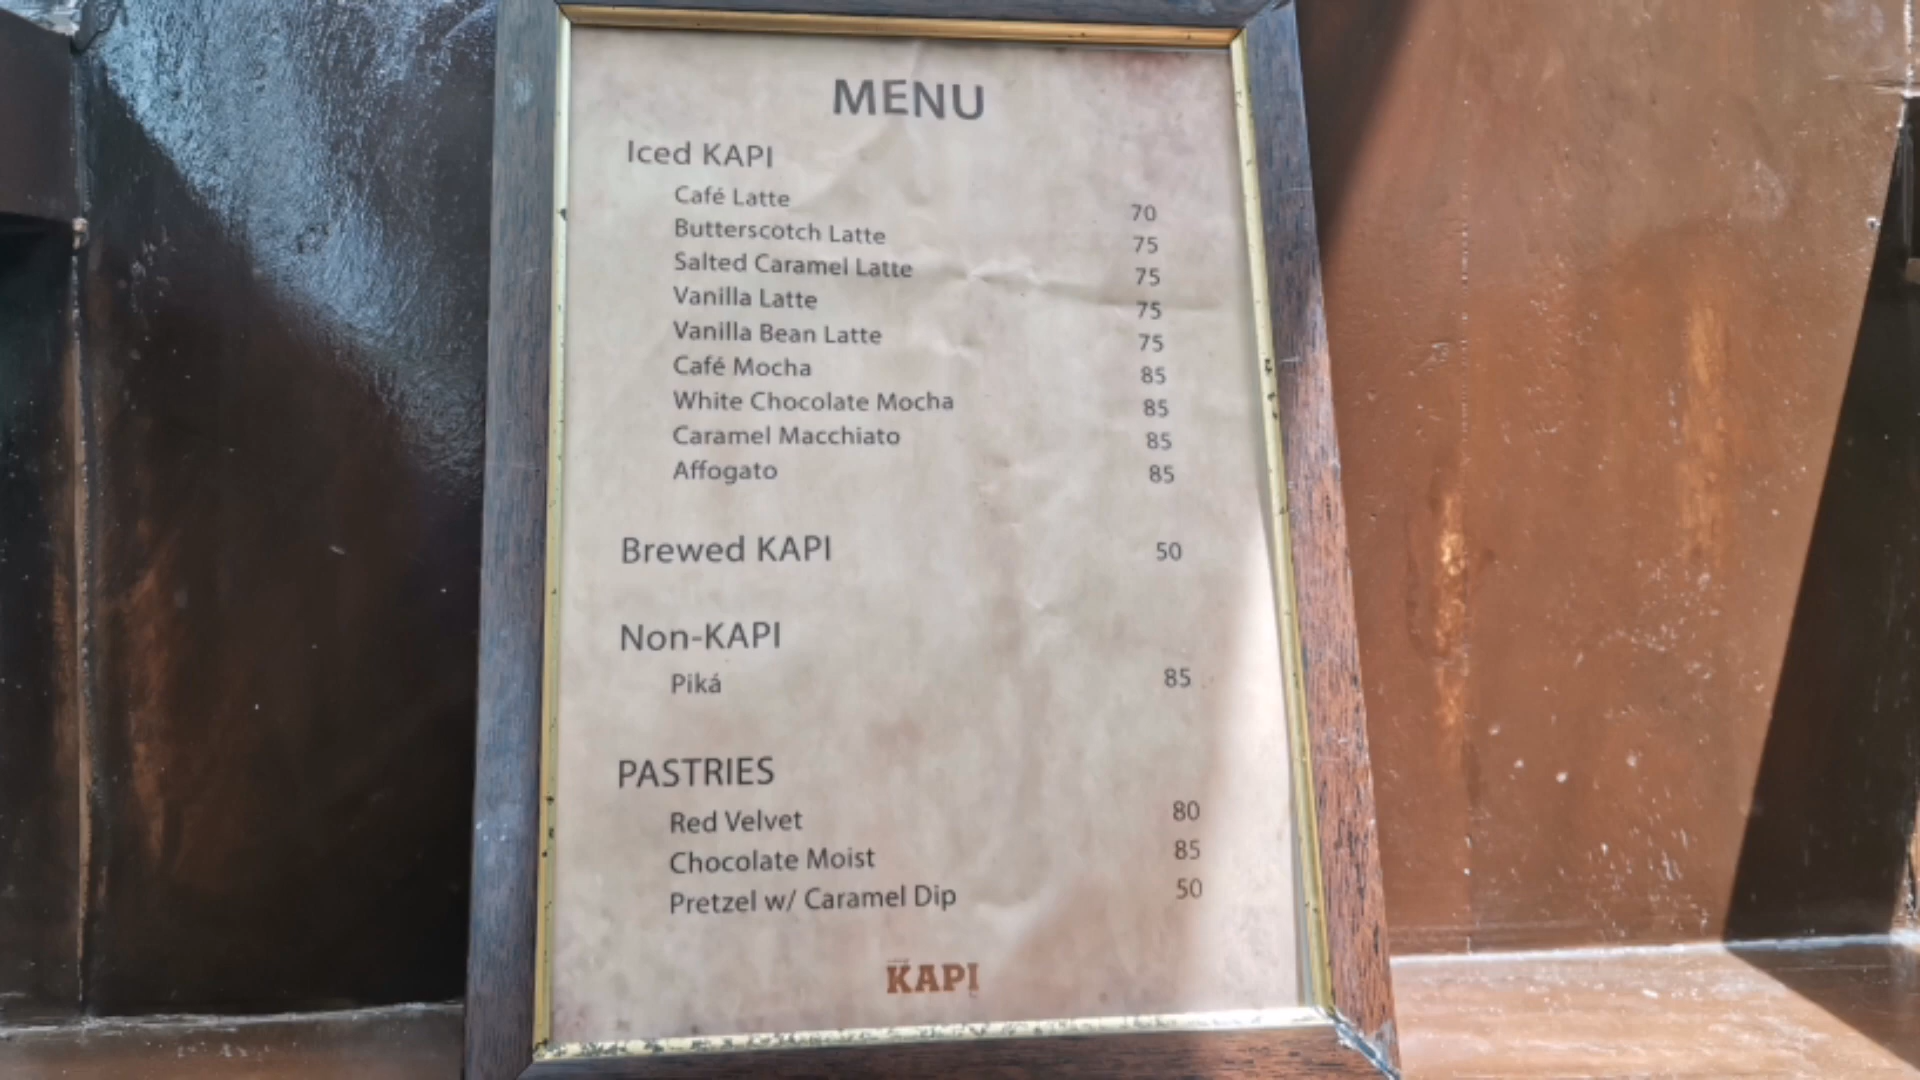 MENU
Iced KAPI
Café Latte 70
Butterscotch Latte 75
Salted Caramel Latte 75
Vanilla Latte 75
Vanilla Bean Latte 75
Café Mocha 85
White Chocolate Mocha 85
Caramel Macchiato 85
Affogato 85
Brewed KAPI 50
Non-KAPI
Piká 85
PASTRIES
Red Velvet 80
Chocolate Moist 85
Pretzel w/ Caramel Dip 50
KAPI